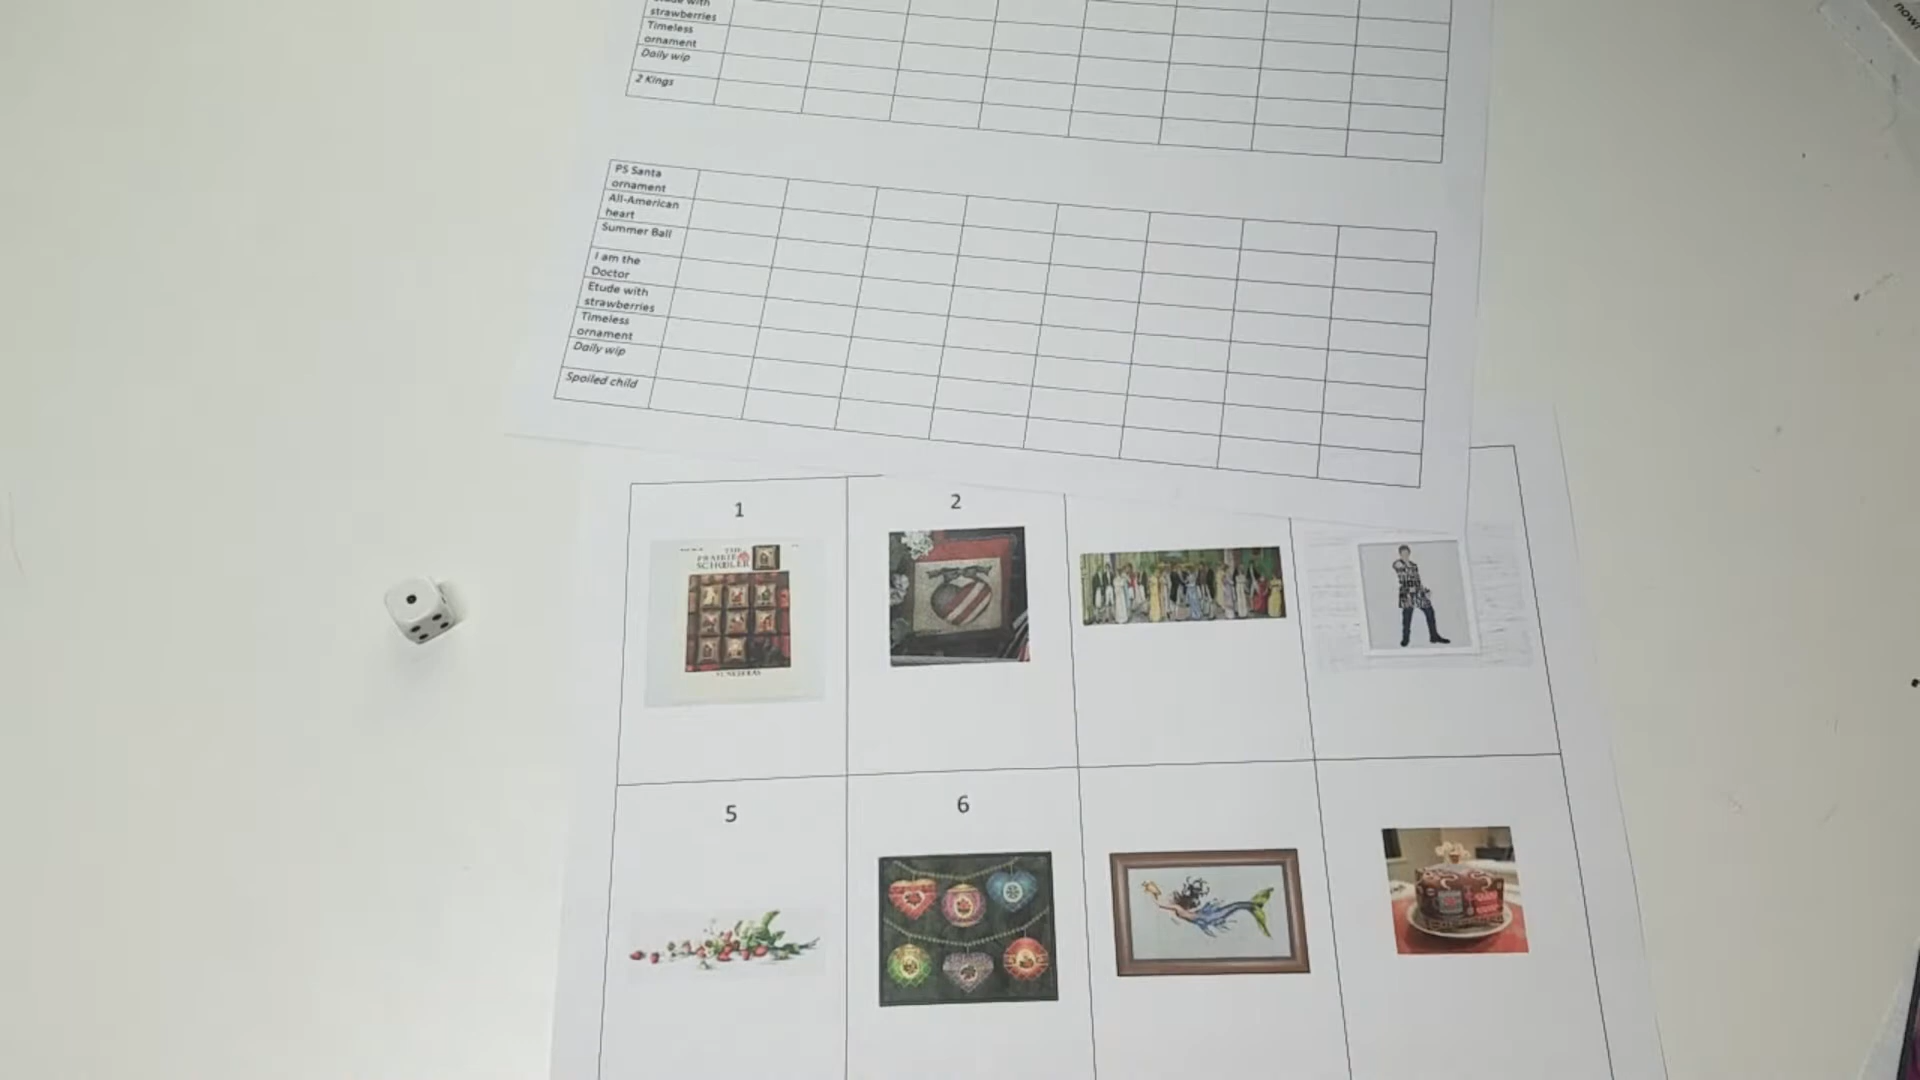 strawberries
Timeless
ornament
Daily wip
2 Kings
PS Santa
ornament
All-American
heart
Summer Ball
I am the
Doctor
Etude with
strawberries
Timeless
ornament
Daily wip
Spoiled child
1
2
THE
PRAIRIE
SCHOOLER
YOU
5
6